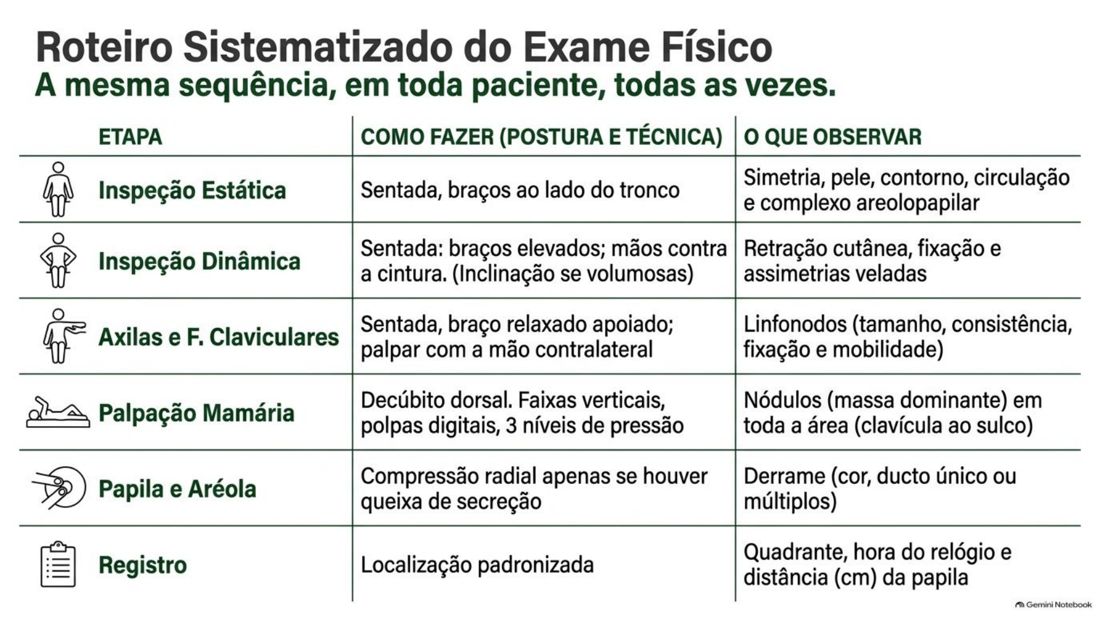 Roteiro Sistematizado do Exame Físico
A mesma sequência, em toda paciente, todas as vezes.
ETAPA
COMO FAZER (POSTURA E TÉCNICA)
O QUE OBSERVAR
Inspeção Estática
Sentada, braços ao lado do tronco
Simetria, pele, contorno, circulação
e complexo areolopapilar
Inspeção Dinâmica
Sentada: braços elevados; mãos contra
a cintura. (Inclinação se volumosas)
Retração cutânea, fixação e
assimetrias veladas
Axilas e F. Claviculares
Sentada, braço relaxado apoiado;
palpar com a mão contralateral
Linfonodos (tamanho, consistência,
fixação e mobilidade)
Palpação Mamária
Decúbito dorsal. Faixas verticais,
polpas digitais, 3 níveis de pressão
Nódulos (massa dominante) em
toda a área (clavícula ao sulco)
Papila e Aréola
Compressão radial apenas se houver
queixa de secreção
Derrame (cor, ducto único ou
múltiplos)
Registro
Localização padronizada
Quadrante, hora do relógio e
distância (cm) da papila
Gemini Notebook